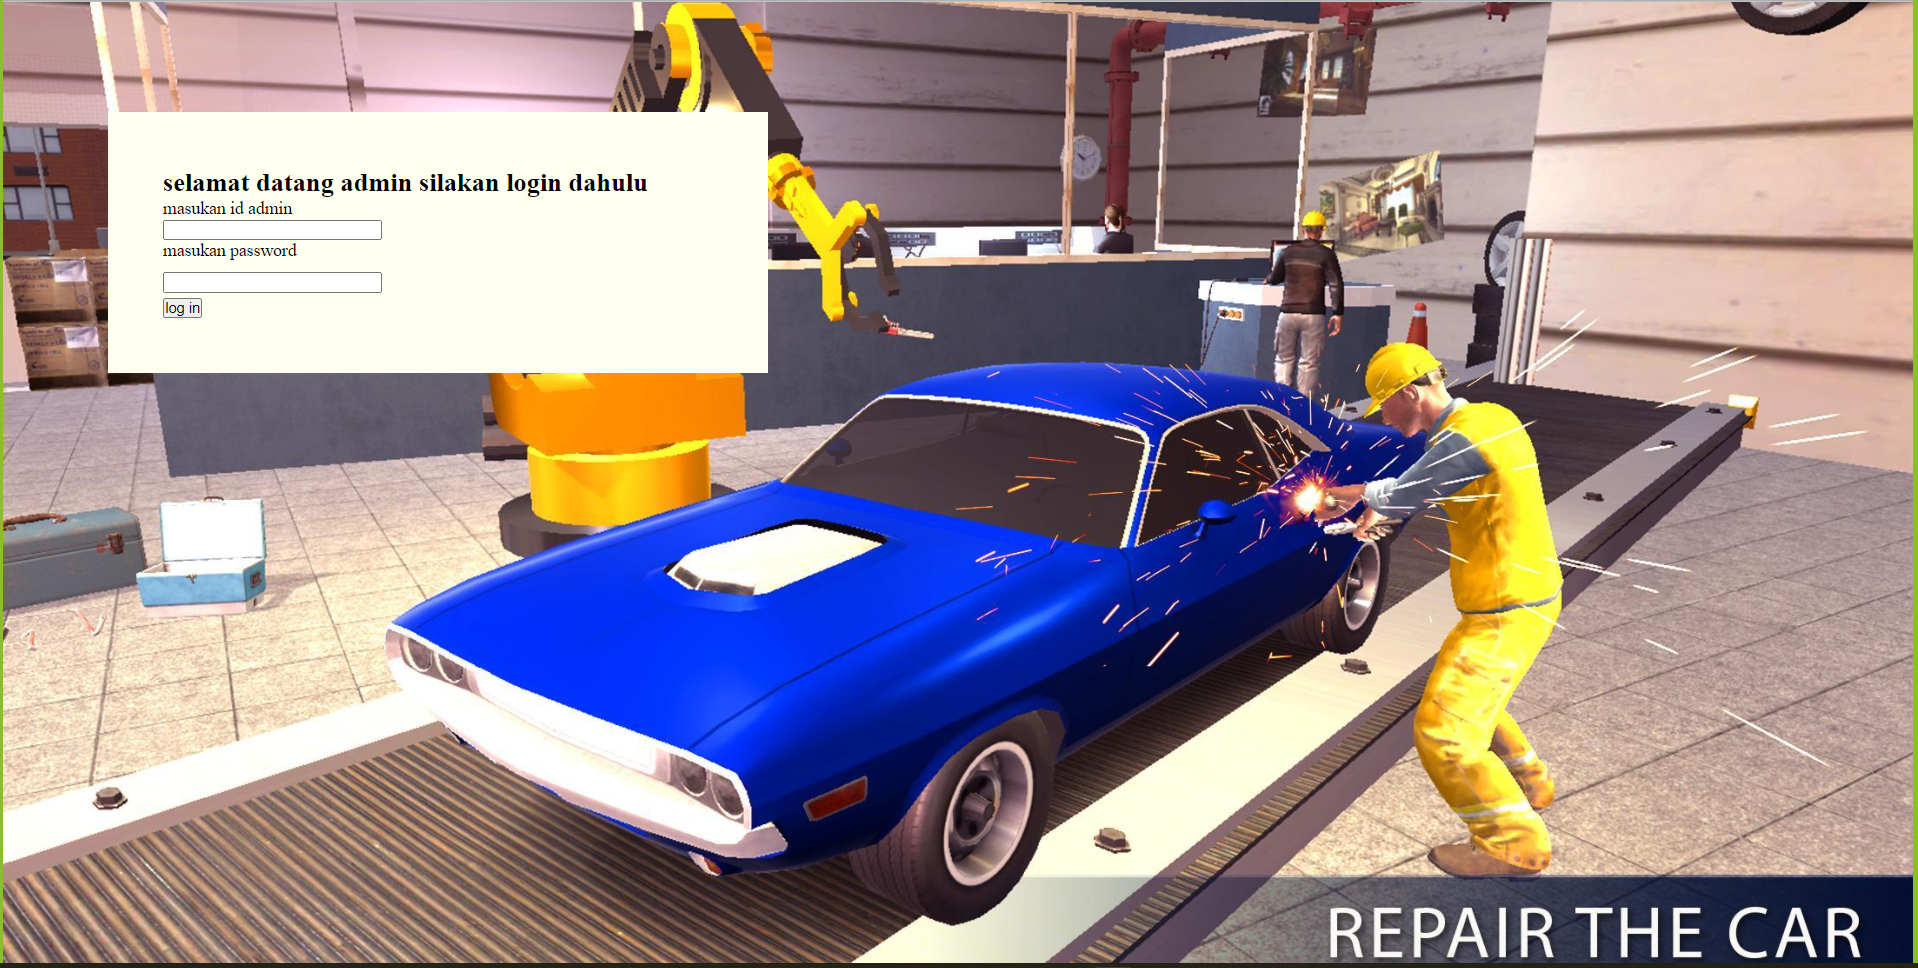 selamat datang admin silakan login dahulu
masukan id admin
masukan password
log in
REPAIR THE CAR